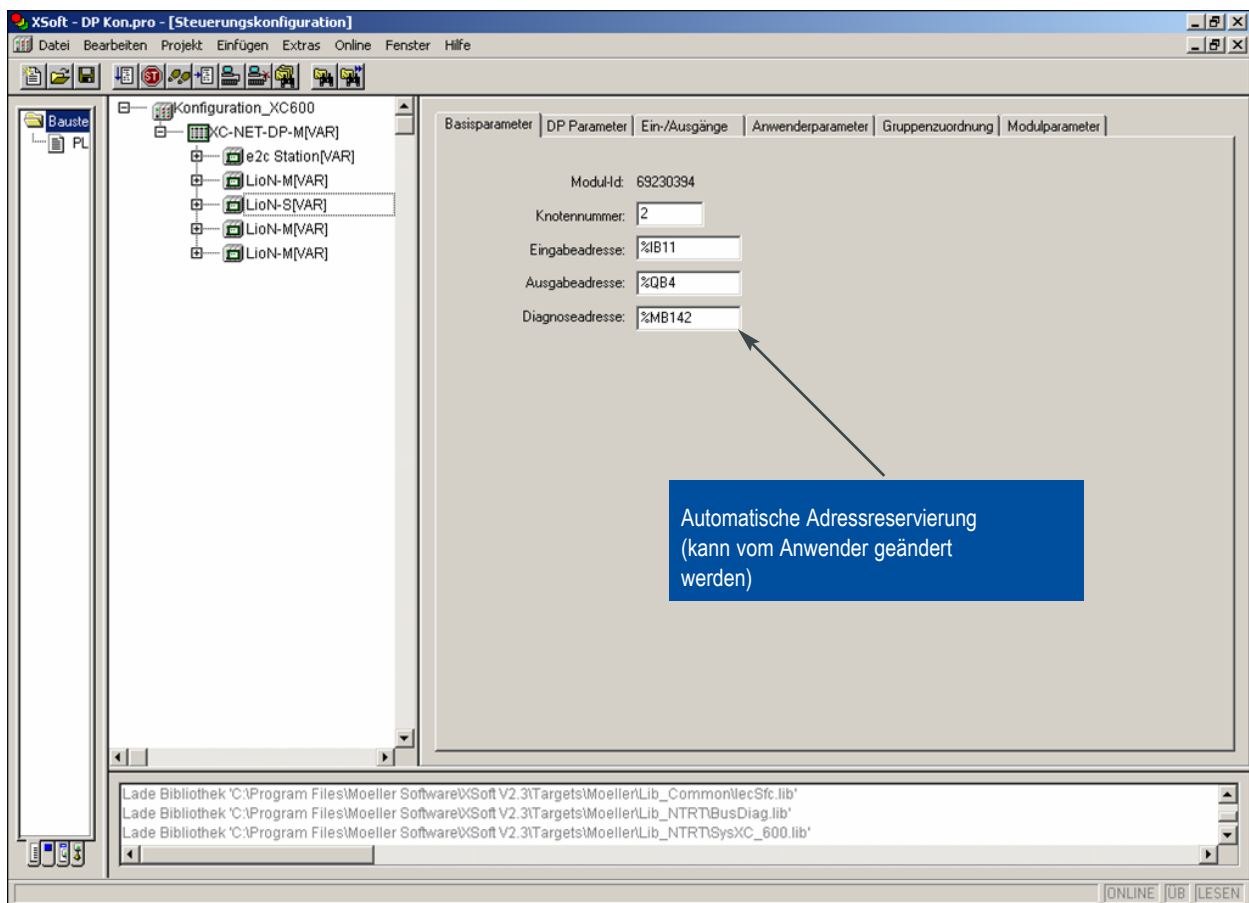 XSoft - DP Kon.pro - [Steuerungskonfiguration]
Datei Bearbeiten Projekt Einfügen Extras Online Fenster Hilfe
Bauste
PL
Konfiguration_XC600
XC-NET-DP-M[VAR]
e2c Station[VAR]
LioN-M[VAR]
LioN-S[VAR]
LioN-M[VAR]
LioN-M[VAR]
Basisparameter DP Parameter Ein-/Ausgänge Anwenderparameter Gruppenzuordnung Modulparameter
Modul-Id: 69230394
Knotennummer: 2
Eingabeadresse: %IB11
Ausgabeadresse: %QB4
Diagnoseadresse: %MB142
Automatische Adressreservierung
(kann vom Anwender geändert
werden)
Lade Bibliothek 'C:\Program Files\Moeller Software\XSoft V2.3\Targets\Moeller\Lib_Common\IecSfc.lib'
Lade Bibliothek 'C:\Program Files\Moeller Software\XSoft V2.3\Targets\Moeller\Lib_NTRT\BusDiag.lib'
Lade Bibliothek 'C:\Program Files\Moeller Software\XSoft V2.3\Targets\Moeller\Lib_NTRT\SysXC_600.lib'
ONLINE ÜB LESEN